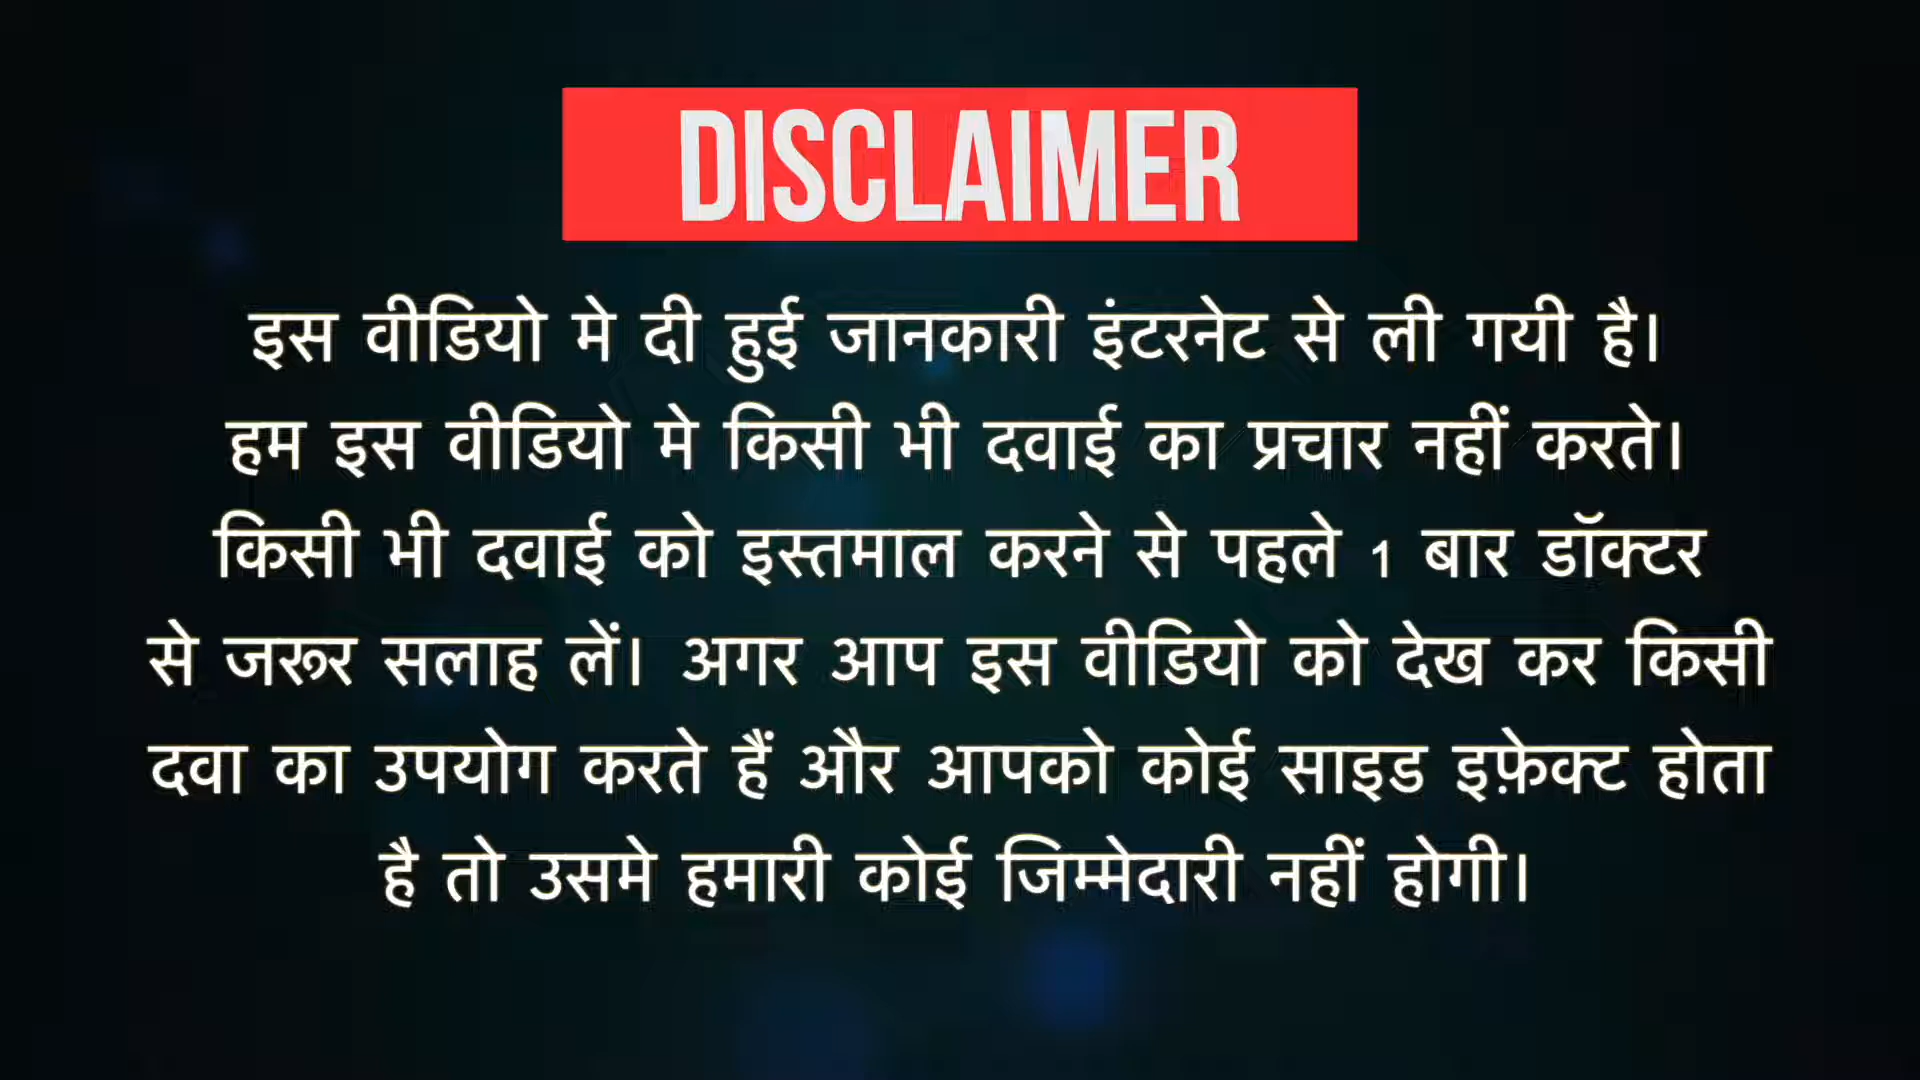 DISCLAIMER
इस वीडियो मे दी हुई जानकारी इंटरनेट से ली गयी है।
हम इस वीडियो मे किसी भी दवाई का प्रचार नहीं करते।
किसी भी दवाई को इस्तमाल करने से पहले 1 बार डॉक्टर
से जरूर सलाह लें। अगर आप इस वीडियो को देख कर किसी
दवा का उपयोग करते हैं और आपको कोई साइड इफ़ेक्ट होता
है तो उसमे हमारी कोई जिम्मेदारी नहीं होगी।